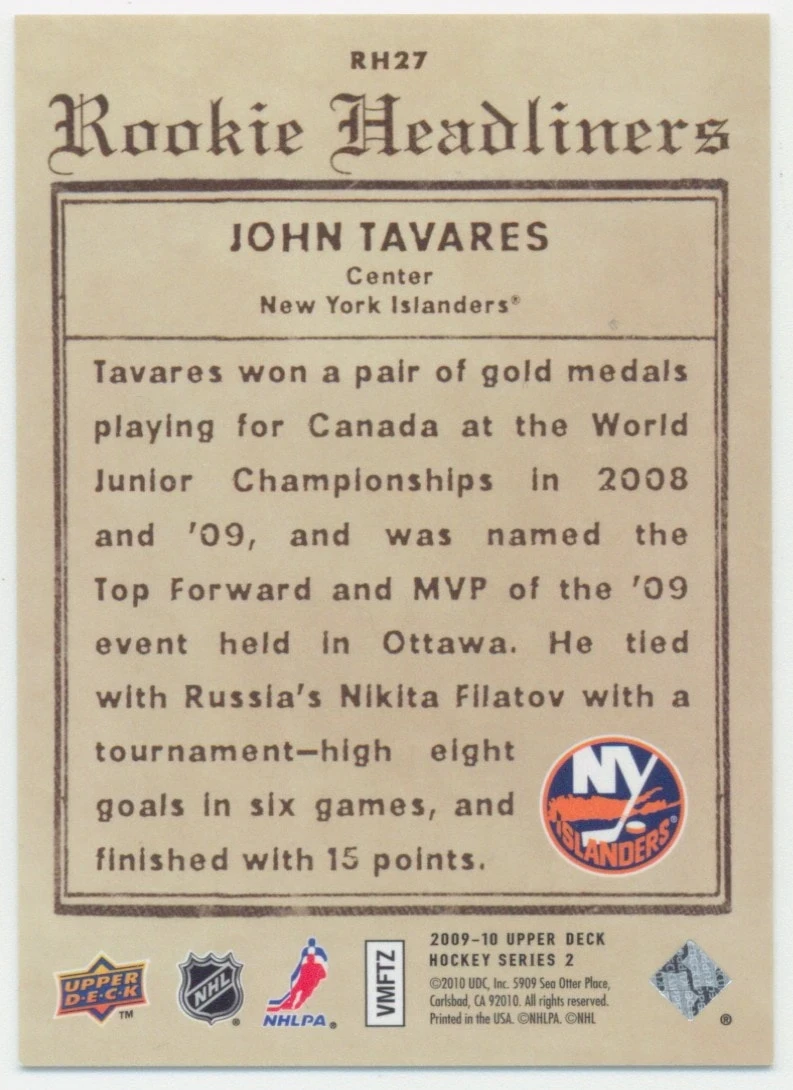 RH27
Rookie Headliners
JOHN TAVARES
Center
New York Islanders®
Tavares won a pair of gold medals
playing for Canada at the World
Junior Championships in 2008
and '09, and was named the
Top Forward and MVP of the '09
event held in Ottawa. He tied
with Russia's Nikita Filatov with a
tournament–high eight
goals in six games, and
finished with 15 points.
NY
ISLANDERS®
UPPER
D·E·C·K
TM
NHL
®
NHLPA®
VMFTZ
2009-10 UPPER DECK
HOCKEY SERIES 2
©2010 UDC, Inc. 5909 Sea Otter Place,
Carlsbad, CA 92010. All rights reserved.
Printed in the USA. ©NHLPA. ©NHL
®